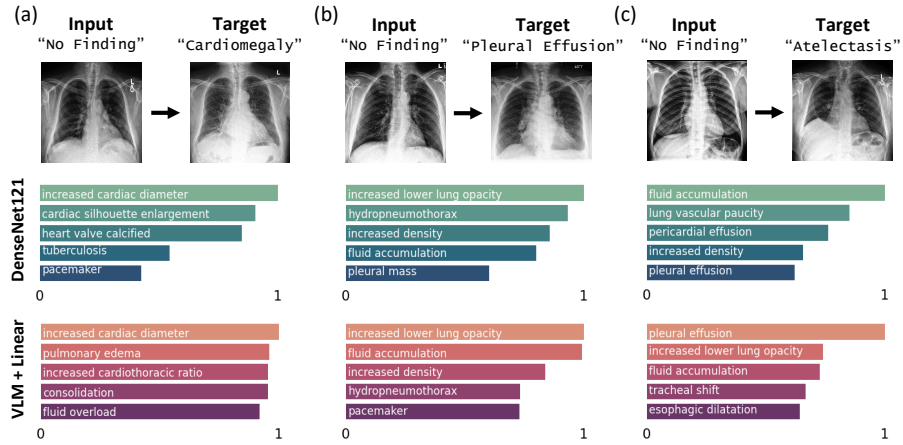 (a)
Input
"No Finding"
Target
"Cardiomegaly"
(b)
Input
"No Finding"
Target
"Pleural Effusion"
(c)
Input
"No Finding"
Target
"Atelectasis"
L
L
L
DenseNet121
increased cardiac diameter
cardiac silhouette enlargement
heart valve calcified
tuberculosis
pacemaker
0 1
increased lower lung opacity
hydropneumothorax
increased density
fluid accumulation
pleural mass
0 1
fluid accumulation
lung vascular paucity
pericardial effusion
increased density
pleural effusion
0 1
VLM + Linear
increased cardiac diameter
pulmonary edema
increased cardiothoracic ratio
consolidation
fluid overload
0 1
increased lower lung opacity
fluid accumulation
increased density
hydropneumothorax
pacemaker
0 1
pleural effusion
increased lower lung opacity
fluid accumulation
tracheal shift
esophagic dilatation
0 1